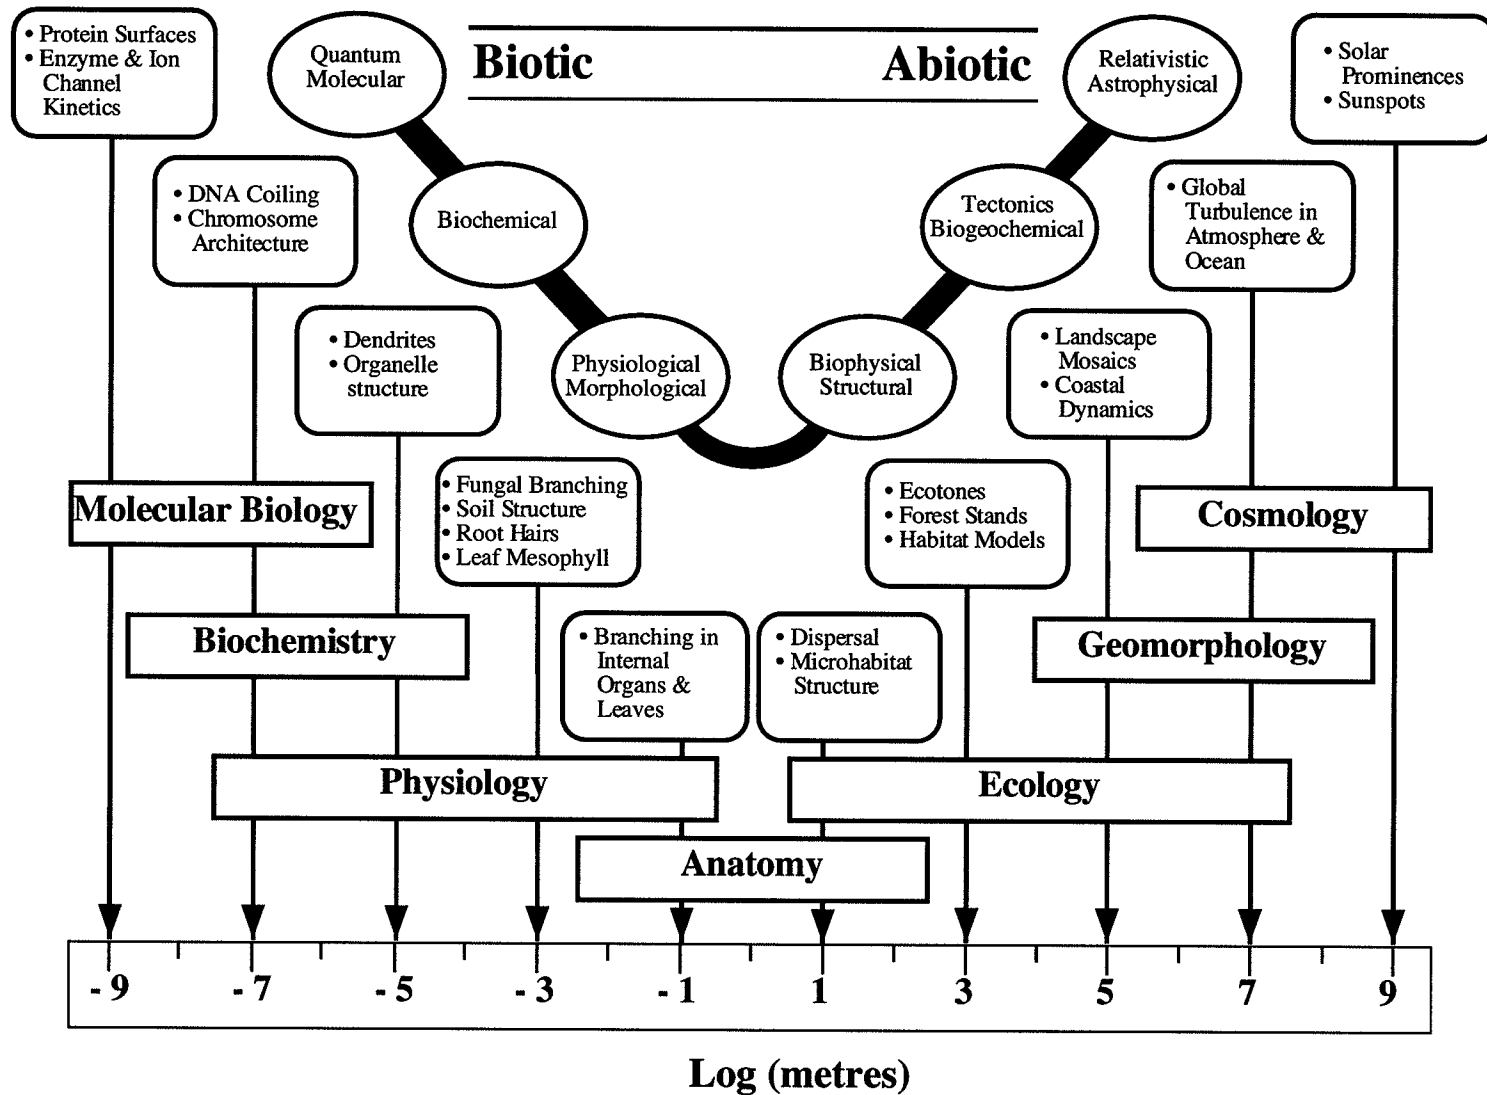 • Protein Surfaces
• Enzyme & Ion
Channel
Kinetics
Quantum
Molecular
Biotic
Abiotic
Relativistic
Astrophysical
• Solar
Prominences
• Sunspots
• DNA Coiling
• Chromosome
Architecture
Biochemical
Tectonics
Biogeochemical
• Global
Turbulence in
Atmosphere &
Ocean
• Dendrites
• Organelle
structure
Physiological
Morphological
Biophysical
Structural
• Landscape
Mosaics
• Coastal
Dynamics
Molecular Biology
• Fungal Branching
• Soil Structure
• Root Hairs
• Leaf Mesophyll
• Ecotones
• Forest Stands
• Habitat Models
Cosmology
Biochemistry
• Branching in
Internal
Organs &
Leaves
• Dispersal
• Microhabitat
Structure
Geomorphology
Physiology
Ecology
Anatomy
- 9 - 7 - 5 - 3 - 1 1 3 5 7 9
Log (metres)